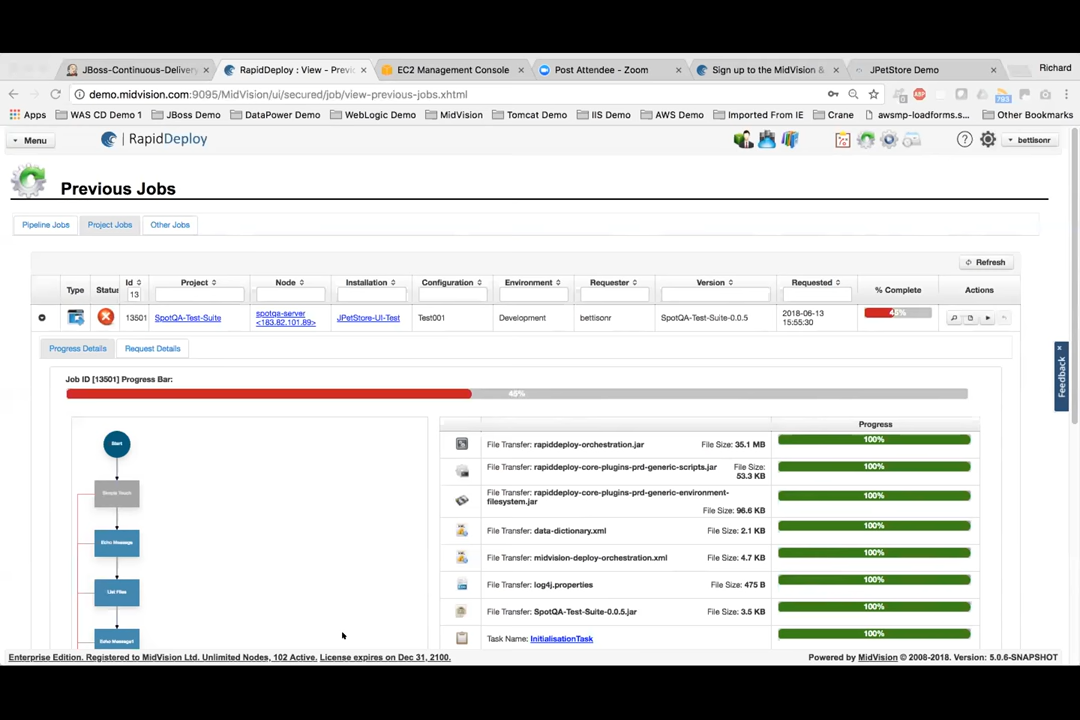 JBoss-Continuous-Delivery ×
RapidDeploy : View - Previo ×
EC2 Management Console ×
Post Attendee - Zoom ×
Sign up to the MidVision & ×
JPetStore Demo ×
Richard
demo.midvision.com:9095/MidVision/ui/secured/job/view-previous-jobs.xhtml
Apps WAS CD Demo 1 JBoss Demo DataPower Demo WebLogic Demo MidVision Tomcat Demo IIS Demo AWS Demo Imported From IE Crane awsmp-loadforms.s... Other Bookmarks
Menu | RapidDeploy bettisonr
Previous Jobs
Pipeline Jobs Project Jobs Other Jobs
Refresh
Type Status Id Project Node Installation Configuration Environment Requester Version Requested % Complete Actions
13
13501 SpotQA-Test-Suite spotqa-server <183.82.101.89> JPetStore-UI-Test Test001 Development bettisonr SpotQA-Test-Suite-0.0.5 2018-06-13 15:55:30 45%
Progress Details Request Details
Feedback ×
Job ID [13501] Progress Bar:
45%
Progress
Start
File Transfer: rapiddeploy-orchestration.jar File Size: 35.1 MB 100%
File Transfer: rapiddeploy-core-plugins-prd-generic-scripts.jar File Size: 53.3 KB 100%
File Transfer: rapiddeploy-core-plugins-prd-generic-environment-filesystem.jar File Size: 96.6 KB 100%
File Transfer: data-dictionary.xml File Size: 2.1 KB 100%
Echo Message
File Transfer: midvision-deploy-orchestration.xml File Size: 4.7 KB 100%
File Transfer: log4j.properties File Size: 475 B 100%
List Files
File Transfer: SpotQA-Test-Suite-0.0.5.jar File Size: 3.5 KB 100%
Task Name: InitialisationTask 100%
Enterprise Edition. Registered to MidVision Ltd. Unlimited Nodes, 102 Active. License expires on Dec 31, 2100.
Powered by MidVision © 2008-2018. Version: 5.0.6-SNAPSHOT